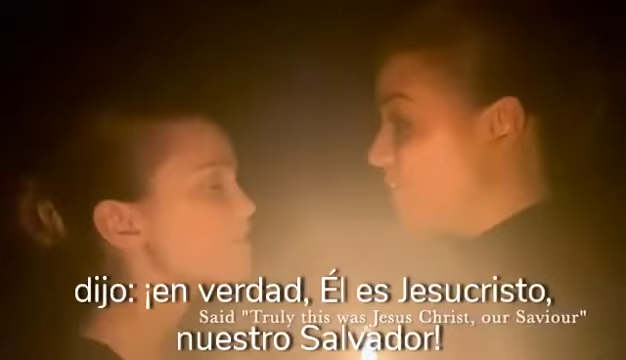 dijo: ¡en verdad, Él es Jesucristo,
Said "Truly this was Jesus Christ, our Saviour"
nuestro Salvador!